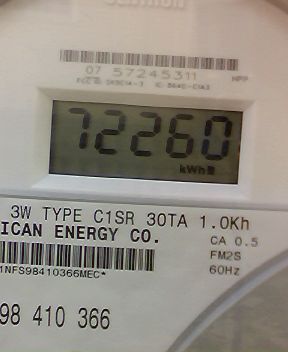 07 57245311 MPP
72260
kWh
3W TYPE C1SR 30TA 1.0Kh
ICAN ENERGY CO.
CA 0.5
FM2S
60Hz
1NFS98410366MEC*
98 410 366